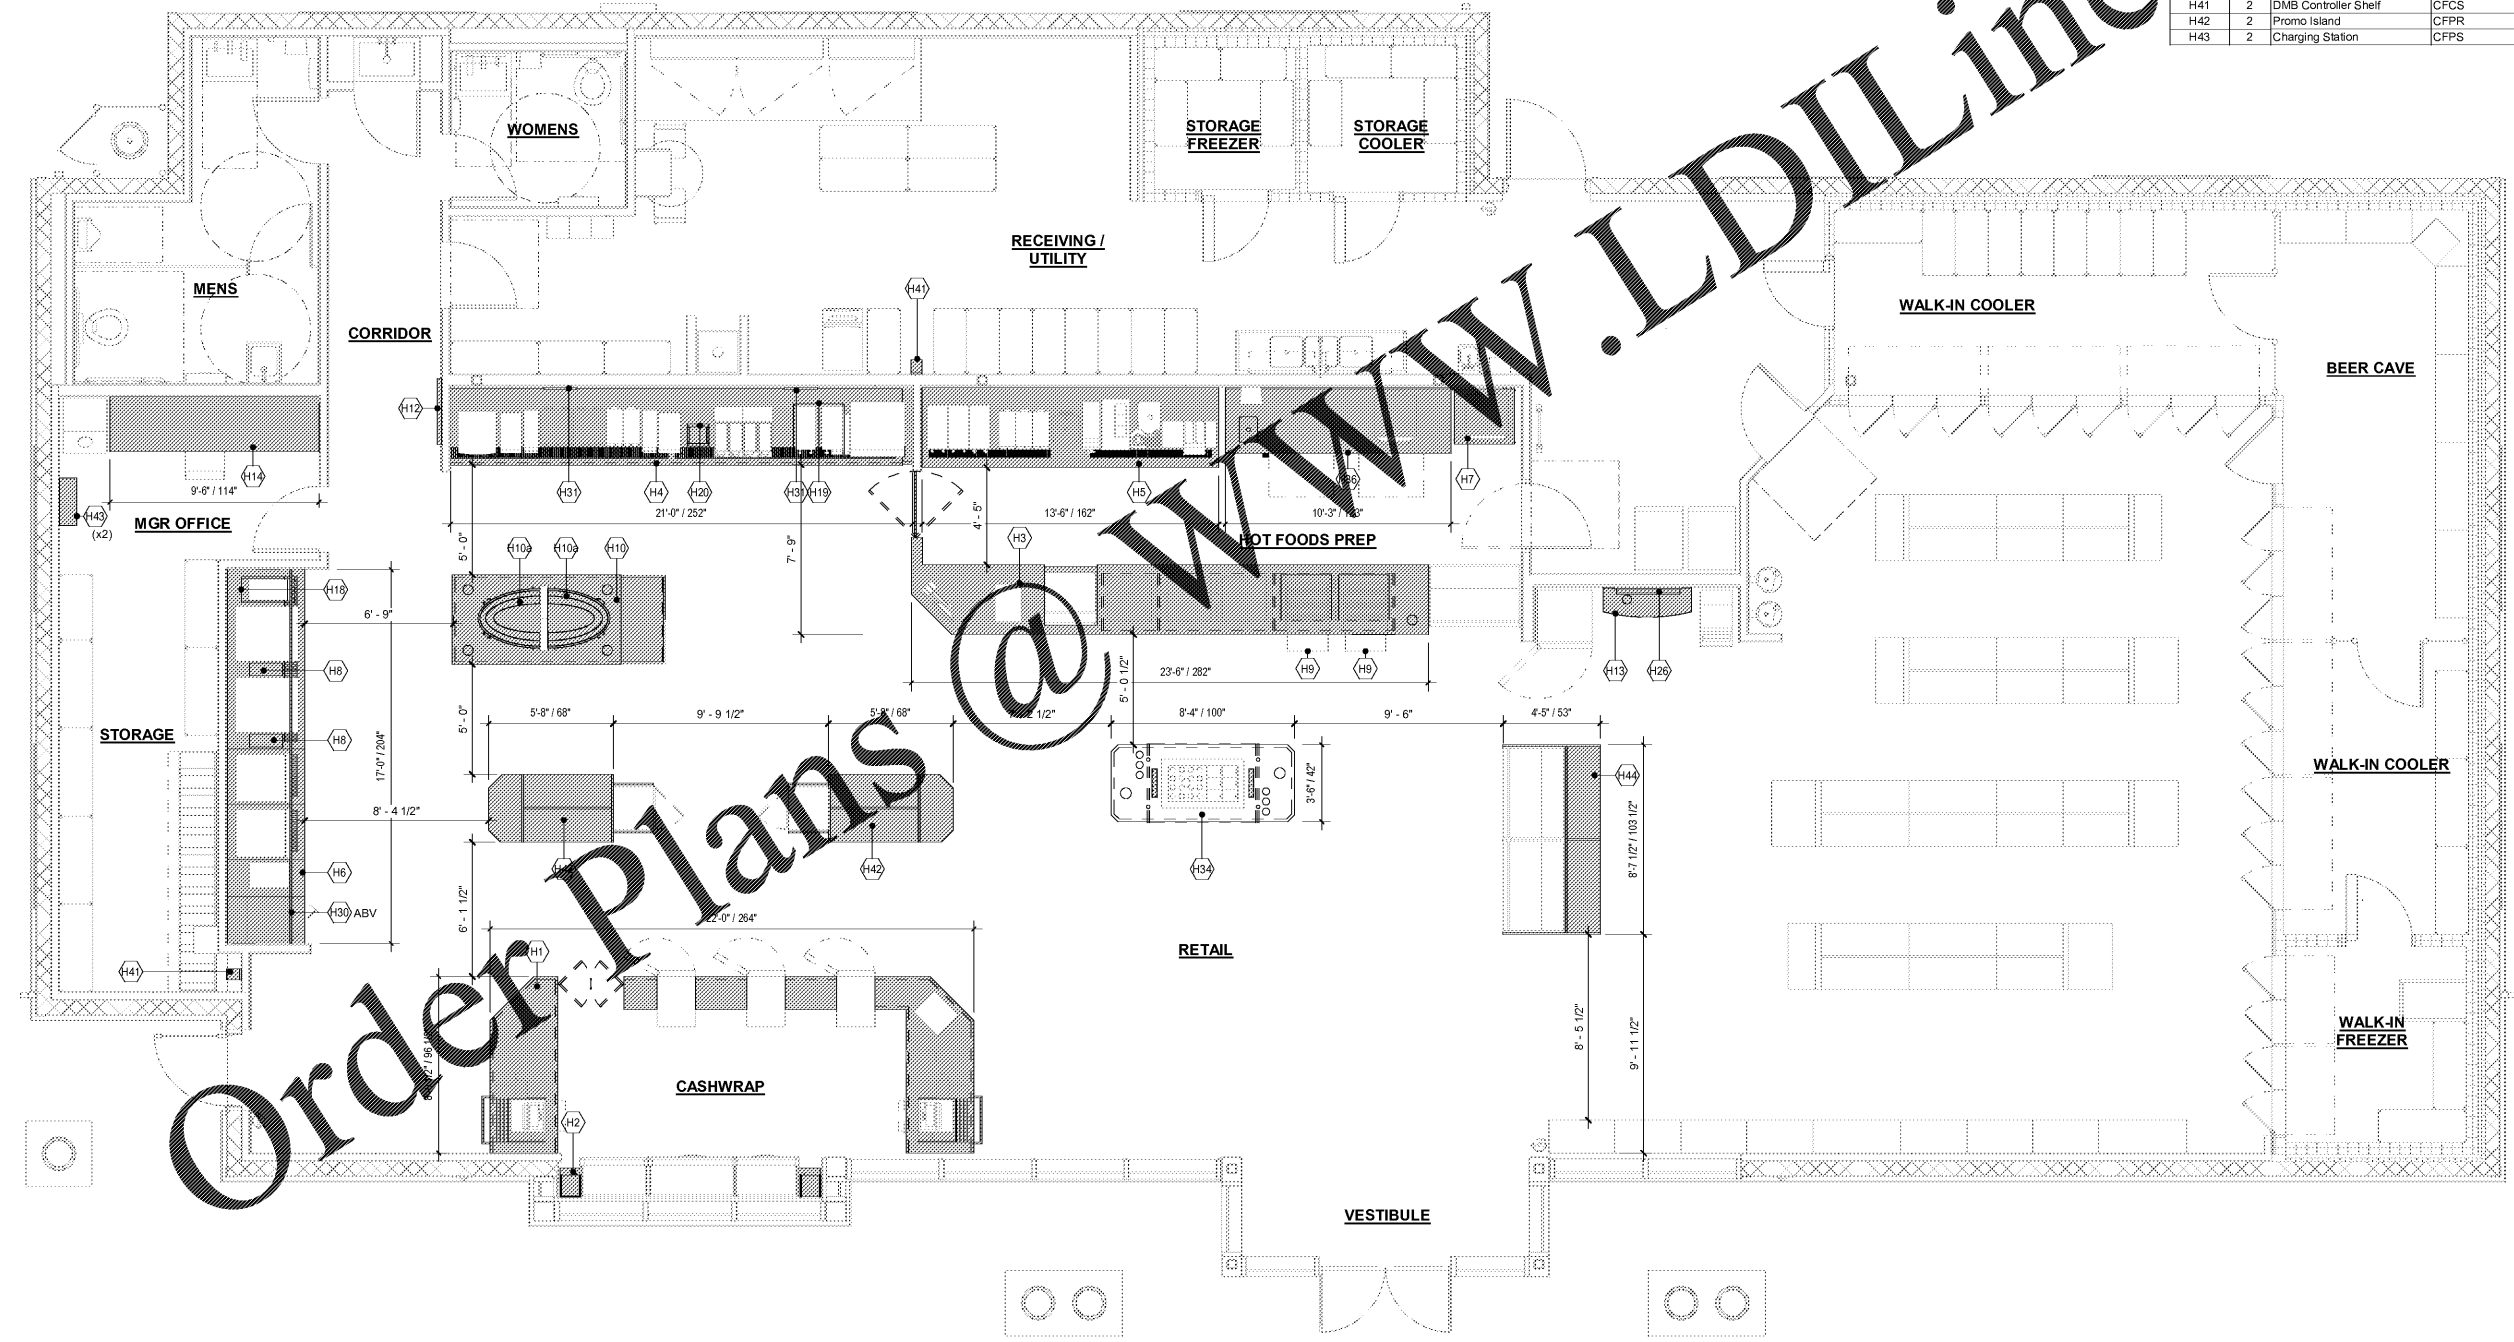 H41 2 DMB Controller Shelf CFCS
H42 2 Promo Island CFPR
H43 2 Charging Station CFPS
WOMENS
STORAGE
FREEZER
STORAGE
COOLER
RECEIVING /
UTILITY
MENS
H41
WALK-IN COOLER
CORRIDOR
BEER CAVE
H12
H14
H31
H4
H20
H31
H19
H5
H7
9'-6" / 114"
H43
(x2)
MGR OFFICE
21'-0" / 252"
13'-6" / 162"
4' - 5"
HOT FOODS PREP
5' - 0"
H10a
H10a
H10
7' - 9"
H3
H18
6' - 9"
H8
H9
H9
H13
H26
23'-6" / 282"
5' - 0 1/2"
5'-8" / 68"
9' - 9 1/2"
8'-4" / 100"
9' - 6"
4'-5" / 53"
5' - 0"
STORAGE
H8
17'-0" / 204"
WALK-IN COOLER
H44
3'-6" / 42"
8' - 4 1/2"
8'-7 1/2" / 103 1/2"
H42
H34
H6
H30 ABV
6' - 1 1/2"
22'-0" / 264"
H1
RETAIL
H41
8' - 5 1/2"
9' - 11 1/2"
WALK-IN
FREEZER
CASHWRAP
H2
VESTIBULE
Order Plans @ www.LDILine